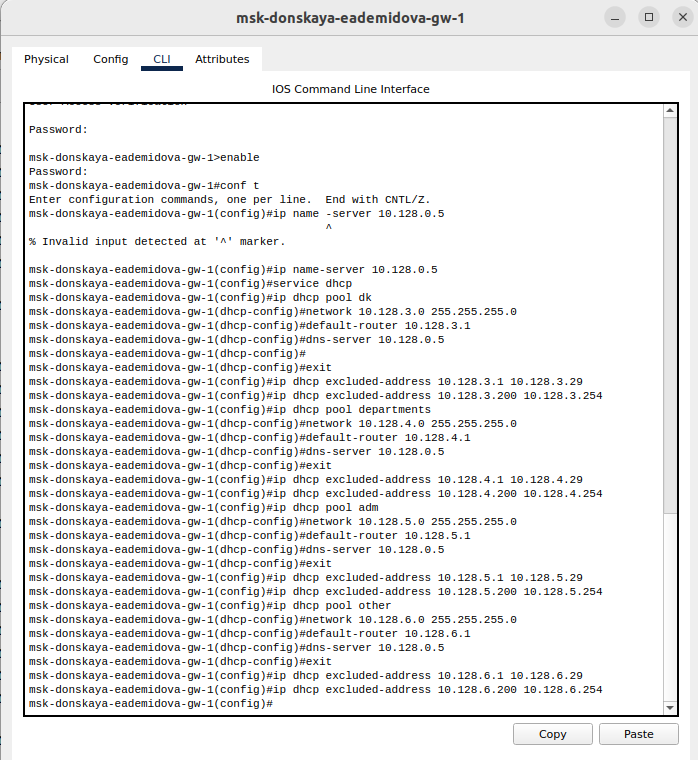 msk-donskaya-eademidova-gw-1
Physical Config CLI Attributes
IOS Command Line Interface
Password:
msk-donskaya-eademidova-gw-1>enable
Password:
msk-donskaya-eademidova-gw-1#conf t
Enter configuration commands, one per line.  End with CNTL/Z.
msk-donskaya-eademidova-gw-1(config)#ip name -server 10.128.0.5
^
% Invalid input detected at '^' marker.
msk-donskaya-eademidova-gw-1(config)#ip name-server 10.128.0.5
msk-donskaya-eademidova-gw-1(config)#service dhcp
msk-donskaya-eademidova-gw-1(config)#ip dhcp pool dk
msk-donskaya-eademidova-gw-1(dhcp-config)#network 10.128.3.0 255.255.255.0
msk-donskaya-eademidova-gw-1(dhcp-config)#default-router 10.128.3.1
msk-donskaya-eademidova-gw-1(dhcp-config)#dns-server 10.128.0.5
msk-donskaya-eademidova-gw-1(dhcp-config)#
msk-donskaya-eademidova-gw-1(dhcp-config)#exit
msk-donskaya-eademidova-gw-1(config)#ip dhcp excluded-address 10.128.3.1 10.128.3.29
msk-donskaya-eademidova-gw-1(config)#ip dhcp excluded-address 10.128.3.200 10.128.3.254
msk-donskaya-eademidova-gw-1(config)#ip dhcp pool departments
msk-donskaya-eademidova-gw-1(dhcp-config)#network 10.128.4.0 255.255.255.0
msk-donskaya-eademidova-gw-1(dhcp-config)#default-router 10.128.4.1
msk-donskaya-eademidova-gw-1(dhcp-config)#dns-server 10.128.0.5
msk-donskaya-eademidova-gw-1(dhcp-config)#exit
msk-donskaya-eademidova-gw-1(config)#ip dhcp excluded-address 10.128.4.1 10.128.4.29
msk-donskaya-eademidova-gw-1(config)#ip dhcp excluded-address 10.128.4.200 10.128.4.254
msk-donskaya-eademidova-gw-1(config)#ip dhcp pool adm
msk-donskaya-eademidova-gw-1(dhcp-config)#network 10.128.5.0 255.255.255.0
msk-donskaya-eademidova-gw-1(dhcp-config)#default-router 10.128.5.1
msk-donskaya-eademidova-gw-1(dhcp-config)#dns-server 10.128.0.5
msk-donskaya-eademidova-gw-1(dhcp-config)#exit
msk-donskaya-eademidova-gw-1(config)#ip dhcp excluded-address 10.128.5.1 10.128.5.29
msk-donskaya-eademidova-gw-1(config)#ip dhcp excluded-address 10.128.5.200 10.128.5.254
msk-donskaya-eademidova-gw-1(config)#ip dhcp pool other
msk-donskaya-eademidova-gw-1(dhcp-config)#network 10.128.6.0 255.255.255.0
msk-donskaya-eademidova-gw-1(dhcp-config)#default-router 10.128.6.1
msk-donskaya-eademidova-gw-1(dhcp-config)#dns-server 10.128.0.5
msk-donskaya-eademidova-gw-1(dhcp-config)#exit
msk-donskaya-eademidova-gw-1(config)#ip dhcp excluded-address 10.128.6.1 10.128.6.29
msk-donskaya-eademidova-gw-1(config)#ip dhcp excluded-address 10.128.6.200 10.128.6.254
msk-donskaya-eademidova-gw-1(config)#
Copy Paste